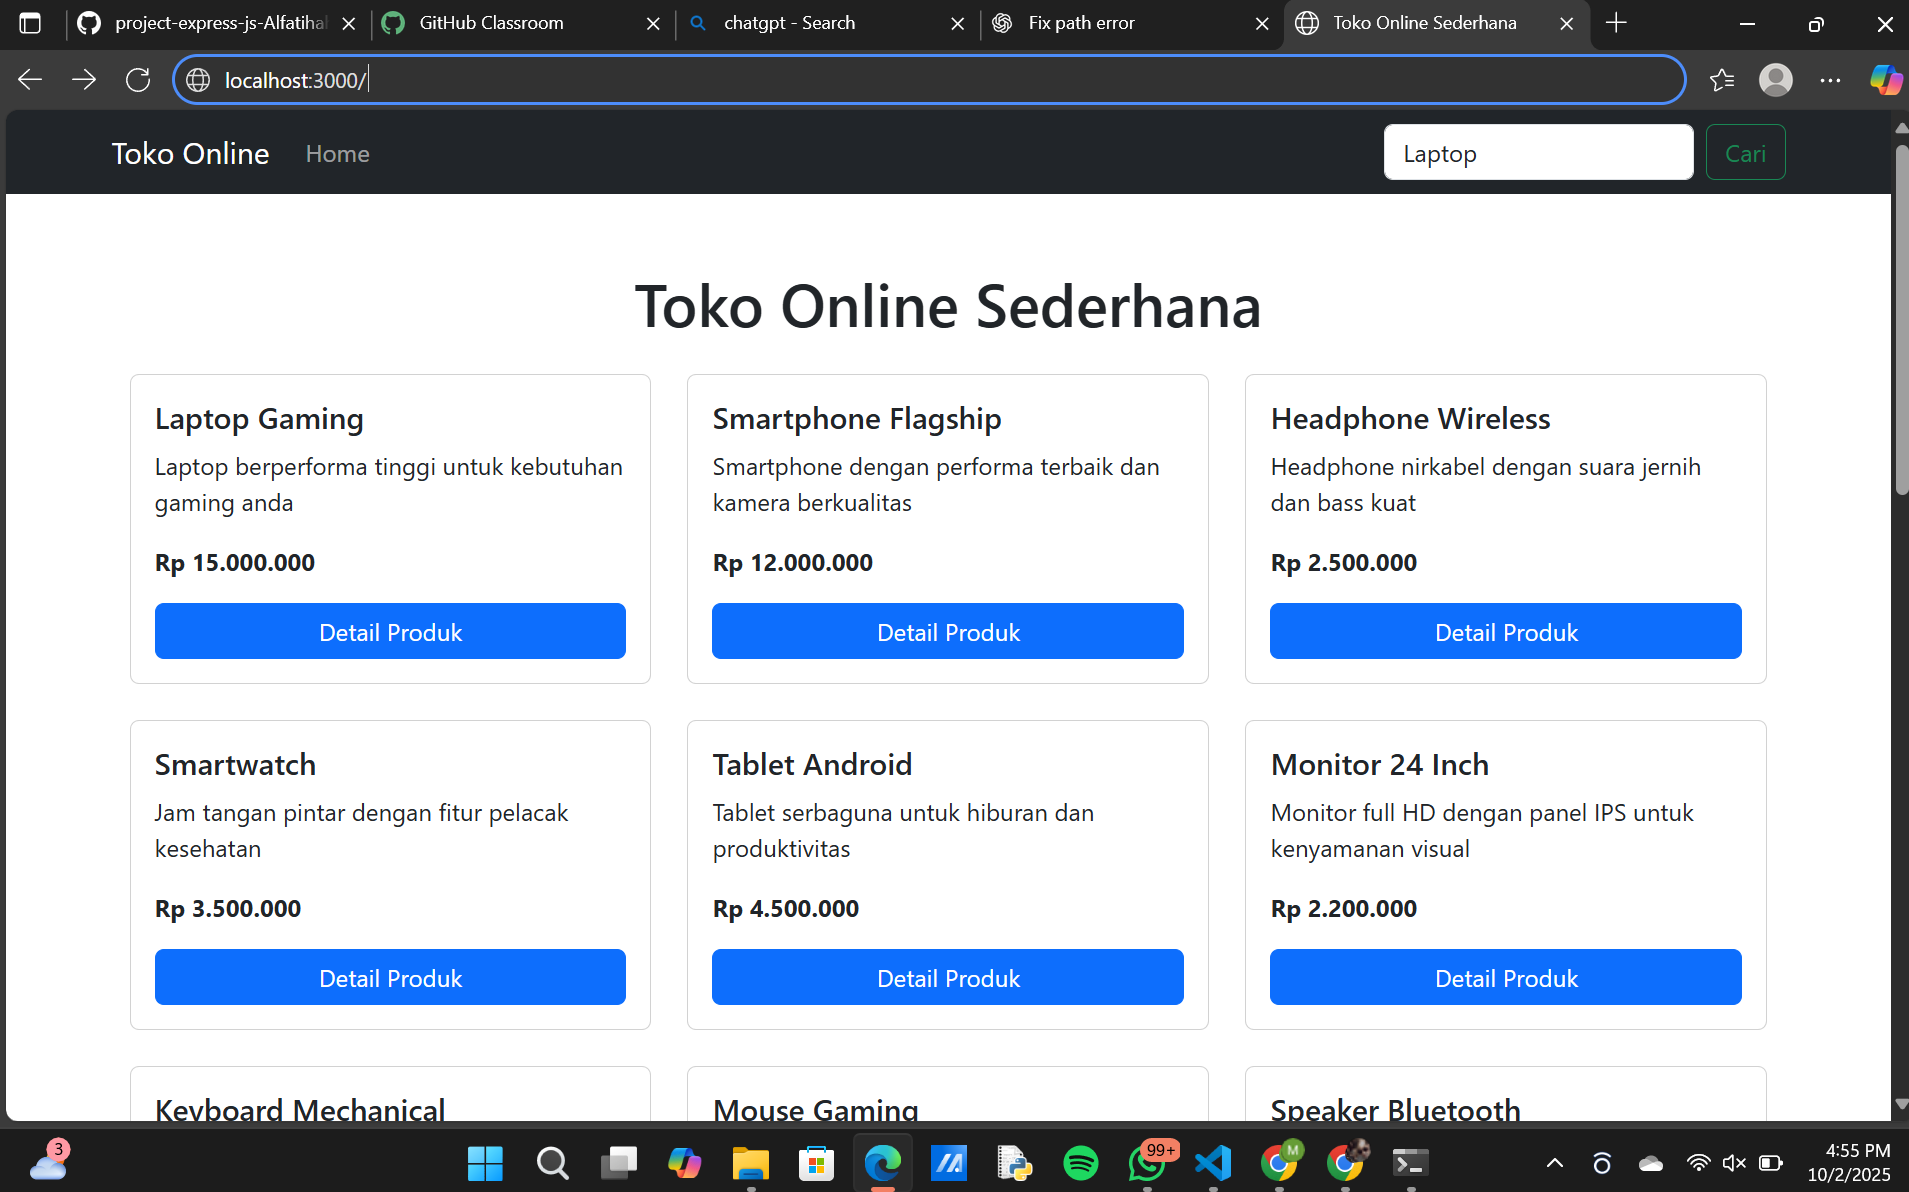 project-express-js-Alfatihal
GitHub Classroom
chatgpt - Search
Fix path error
Toko Online Sederhana
localhost:3000/
Toko Online
Home
Laptop
Cari
Toko Online Sederhana
Laptop Gaming
Laptop berperforma tinggi untuk kebutuhan
gaming anda
Rp 15.000.000
Detail Produk
Smartphone Flagship
Smartphone dengan performa terbaik dan
kamera berkualitas
Rp 12.000.000
Detail Produk
Headphone Wireless
Headphone nirkabel dengan suara jernih
dan bass kuat
Rp 2.500.000
Detail Produk
Smartwatch
Jam tangan pintar dengan fitur pelacak
kesehatan
Rp 3.500.000
Detail Produk
Tablet Android
Tablet serbaguna untuk hiburan dan
produktivitas
Rp 4.500.000
Detail Produk
Monitor 24 Inch
Monitor full HD dengan panel IPS untuk
kenyamanan visual
Rp 2.200.000
Detail Produk
Keyboard Mechanical
Mouse Gaming
Speaker Bluetooth
3
99+
M
4:55 PM
10/2/2025